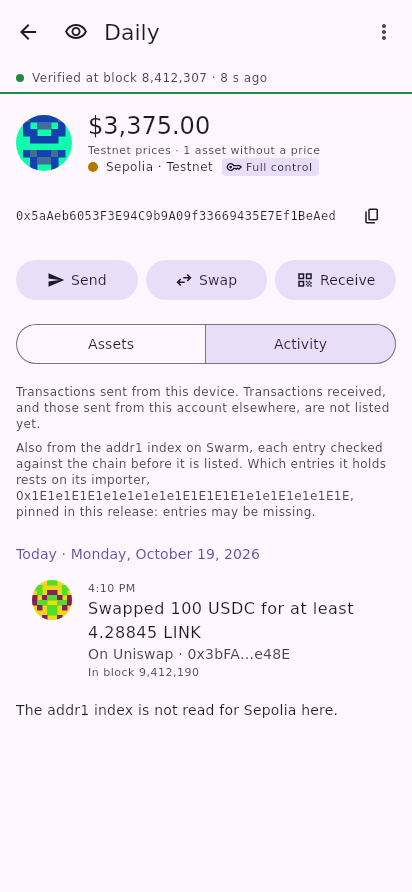 Daily
Verified at block 8,412,307 · 8 s ago
$3,375.00
Testnet prices · 1 asset without a price
Sepolia · Testnet
Full control
0x5aAeb6053F3E94C9b9A09f33669435E7Ef1BeAed
Send
Swap
Receive
Assets
Activity
Transactions sent from this device. Transactions received,
and those sent from this account elsewhere, are not listed
yet.
Also from the addr1 index on Swarm, each entry checked
against the chain before it is listed. Which entries it holds
rests on its importer,
0x1E1e1E1E1e1e1e1e1e1E1E1E1E1e1e1E1e1e1e1E1E,
pinned in this release: entries may be missing.
Today · Monday, October 19, 2026
4:10 PM
Swapped 100 USDC for at least
4.28845 LINK
On Uniswap · 0x3bFA…e48E
In block 9,412,190
The addr1 index is not read for Sepolia here.